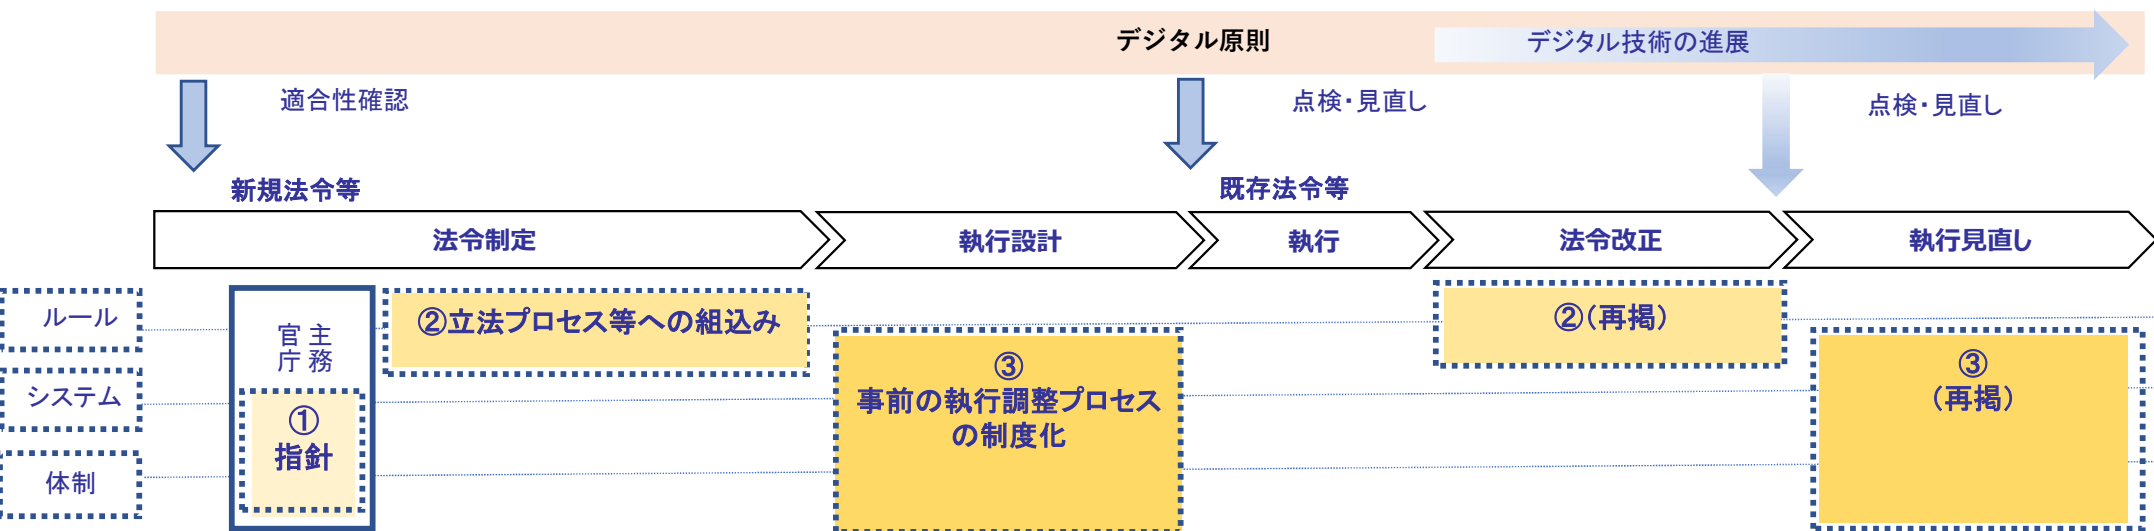 デジタル原則
デジタル技術の進展
適合性確認
点検・見直し
点検・見直し
新規法令等
既存法令等
法令制定
執行設計
執行
法令改正
執行見直し
ルール
システム
体制
主務
官庁
①
指針
②立法プロセス等への組込み
③
事前の執行調整プロセス
の制度化
②(再掲)
③
(再掲)